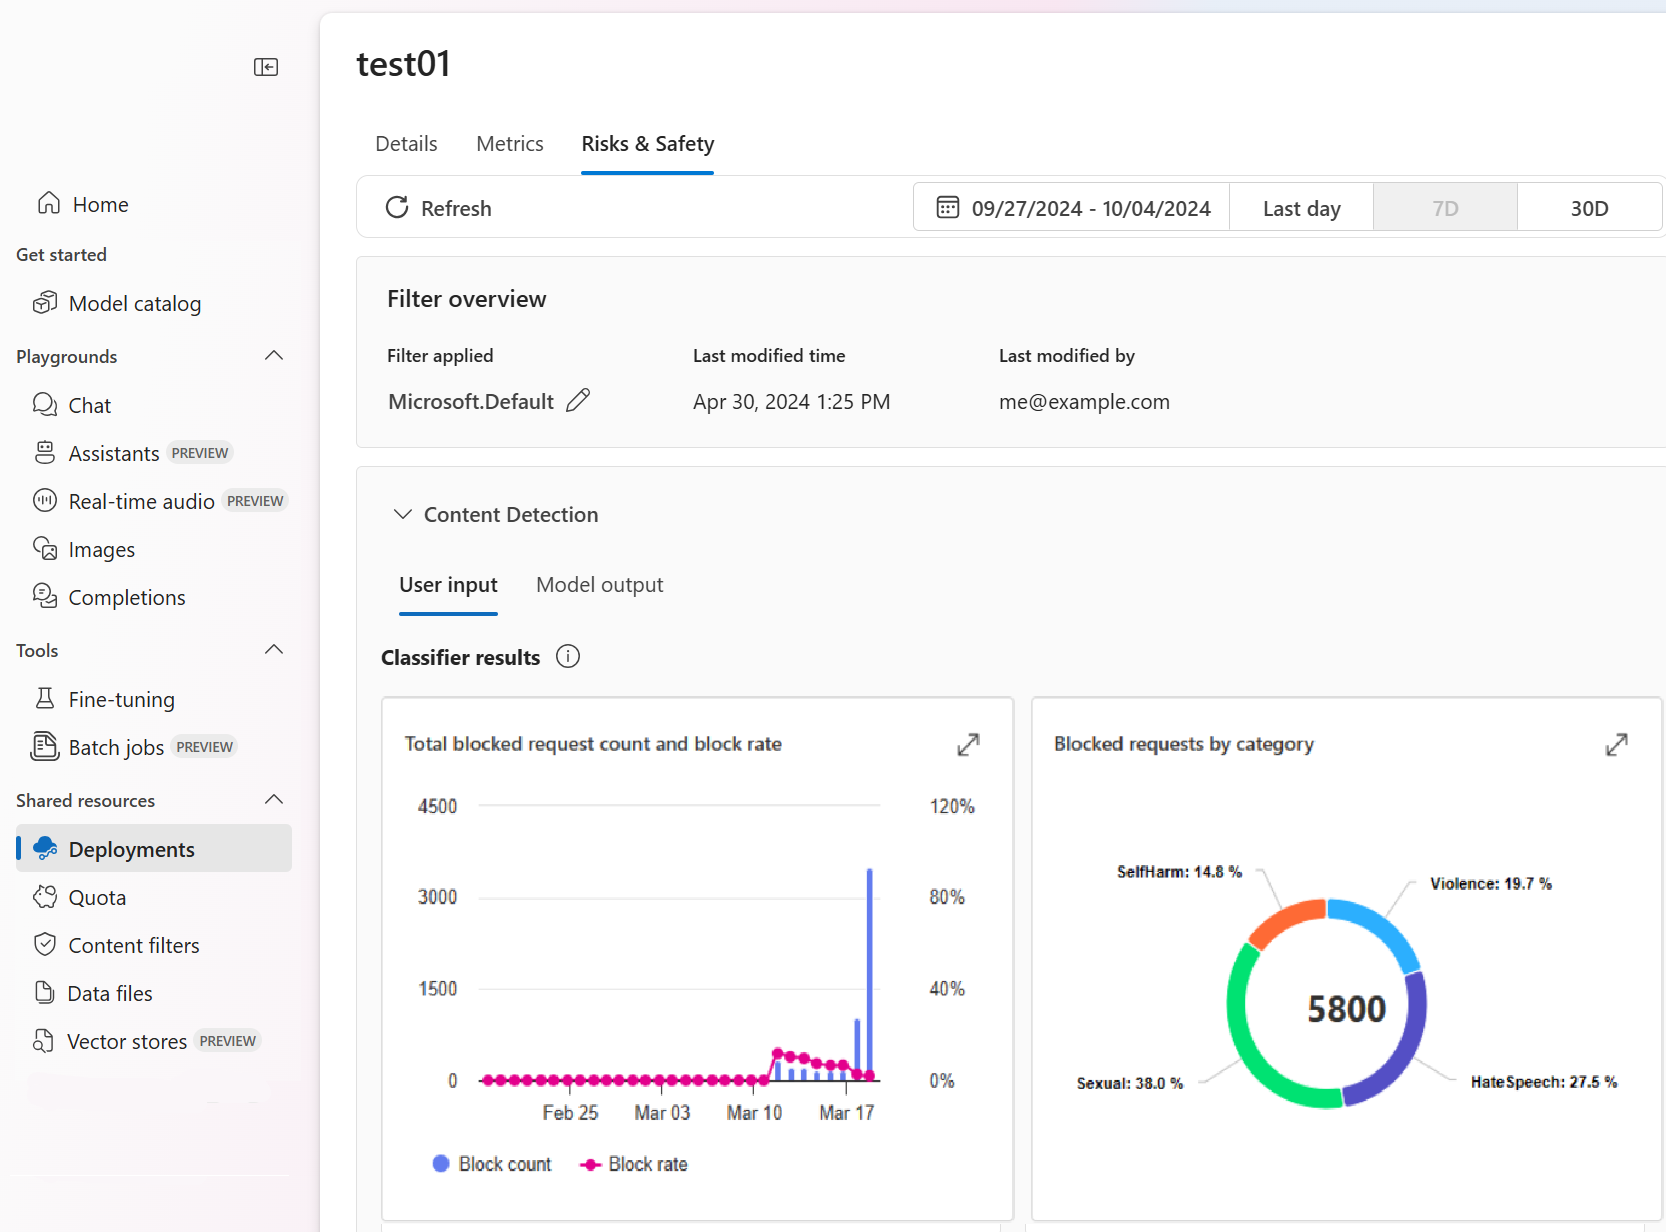 test01
Details Metrics Risks & Safety
Refresh 09/27/2024 - 10/04/2024 Last day 7D 30D
Home
Get started
Model catalog
Playgrounds
Chat
Assistants PREVIEW
Real-time audio PREVIEW
Images
Completions
Tools
Fine-tuning
Batch jobs PREVIEW
Shared resources
Deployments
Quota
Content filters
Data files
Vector stores PREVIEW
Filter overview
Filter applied Last modified time Last modified by
Microsoft.Default Apr 30, 2024 1:25 PM me@example.com
Content Detection
User input Model output
Classifier results
Total blocked request count and block rate
4500 120%
3000 80%
1500 40%
0 0%
Feb 25 Mar 03 Mar 10 Mar 17
Block count Block rate
Blocked requests by category
SelfHarm: 14.8 %
Violence: 19.7 %
5800
Sexual: 38.0 %
HateSpeech: 27.5 %